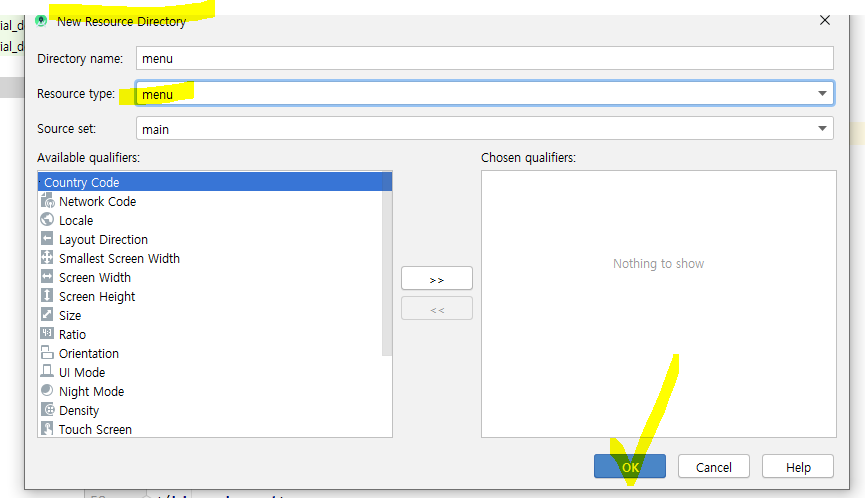 New Resource Directory
ial_d
ial_d
Directory name: menu
Resource type: menu
Source set: main
Available qualifiers:
Chosen qualifiers:
Country Code
Network Code
Locale
Layout Direction
Smallest Screen Width
Screen Width
Screen Height
Size
Ratio
Orientation
UI Mode
Night Mode
Density
Touch Screen
>>
<<
Nothing to show
OK
Cancel
Help